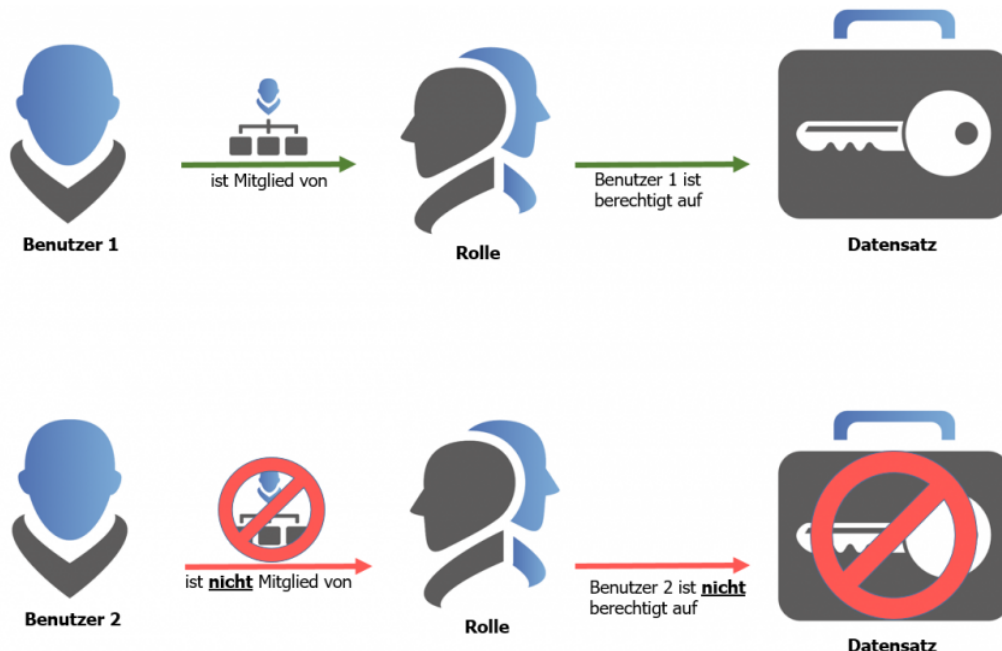 ist Mitglied von
Benutzer 1 ist
berechtigt auf
Benutzer 1
Rolle
Datensatz
ist nicht Mitglied von
Benutzer 2 ist nicht
berechtigt auf
Benutzer 2
Rolle
Datensatz